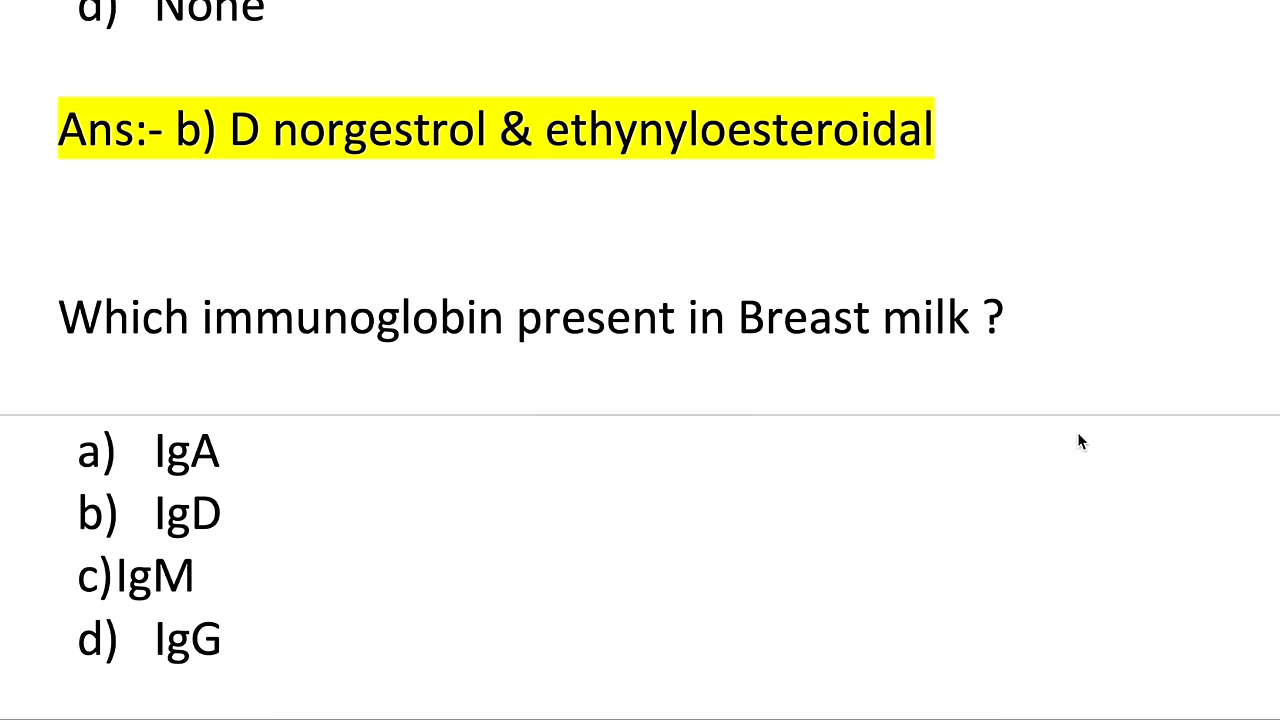 d) None
Ans:- b) D norgestrol & ethynyloesteroidal
Which immunoglobin present in Breast milk ?
a) IgA
b) IgD
c)IgM
d) IgG